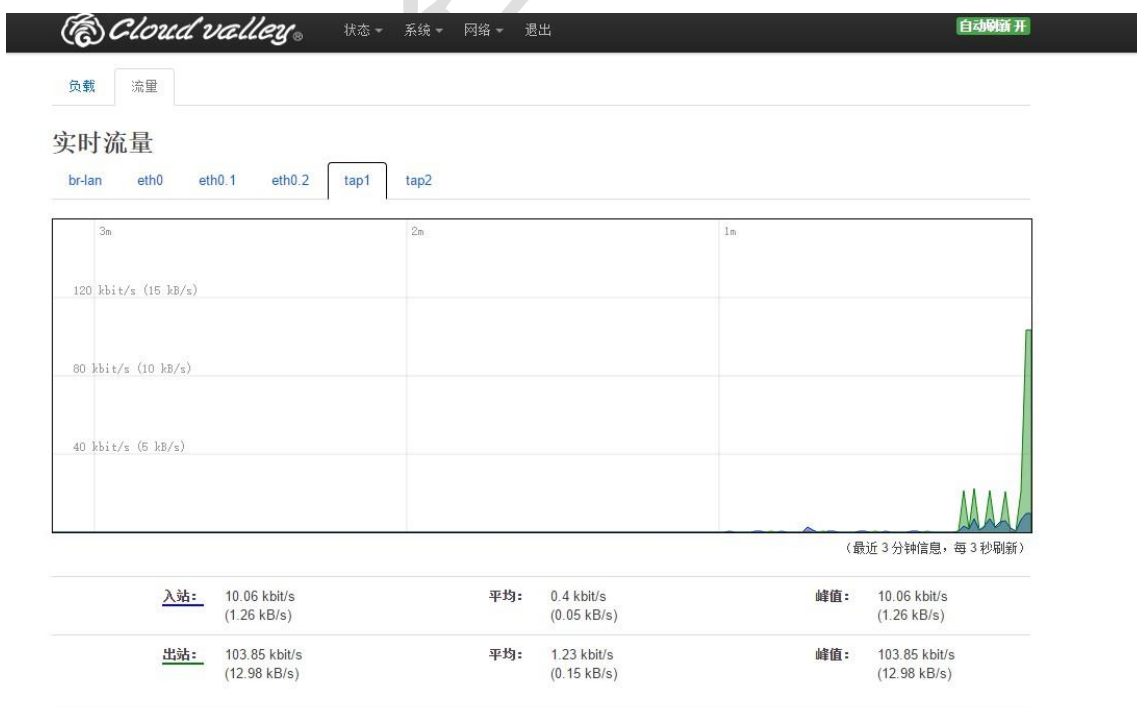 Cloud valley® 状态 系统 网络 退出 自动刷新 开
负载 流量
实时流量
br-lan eth0 eth0.1 eth0.2 tap1 tap2
3m 2m 1m
120 kbit/s (15 kB/s)
80 kbit/s (10 kB/s)
40 kbit/s (5 kB/s)
(最近 3 分钟信息，每 3 秒刷新)
入站： 10.06 kbit/s 平均： 0.4 kbit/s 峰值： 10.06 kbit/s
(1.26 kB/s) (0.05 kB/s) (1.26 kB/s)
出站： 103.85 kbit/s 平均： 1.23 kbit/s 峰值： 103.85 kbit/s
(12.98 kB/s) (0.15 kB/s) (12.98 kB/s)